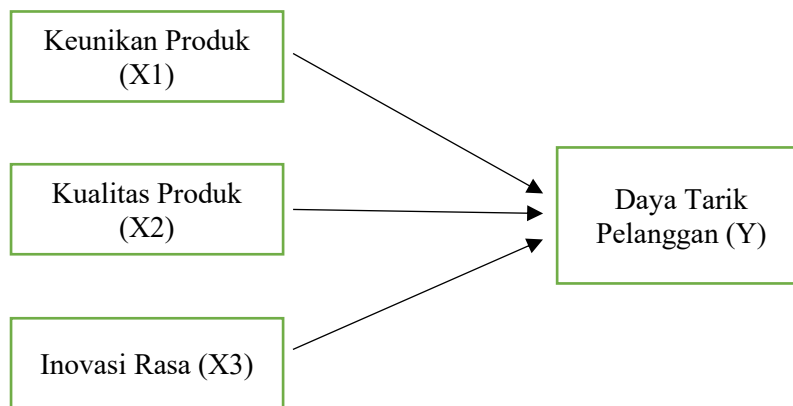 Keunikan Produk
(X1)
Kualitas Produk
(X2)
Daya Tarik
Pelanggan (Y)
Inovasi Rasa (X3)